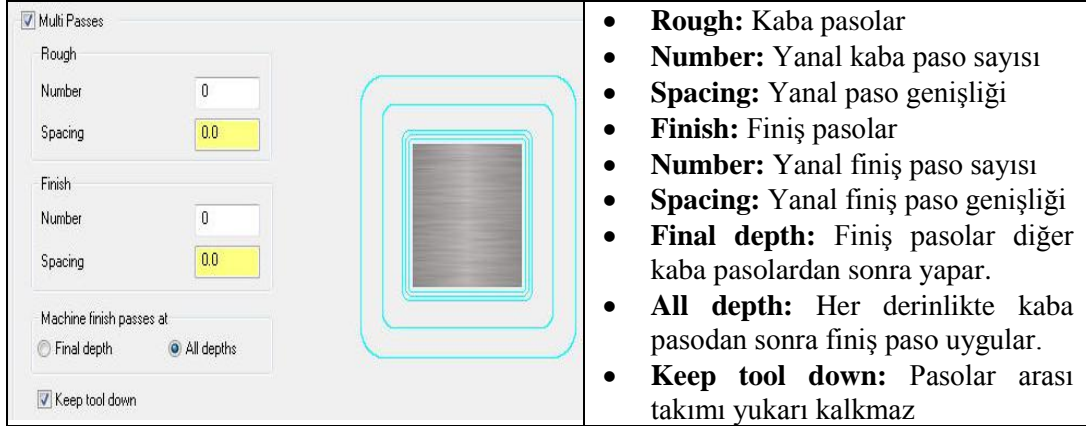 Multi Passes
Rough
Number 0
Spacing 0.0
Finish
Number 0
Spacing 0.0
Machine finish passes at
Final depth All depths
Keep tool down
• Rough: Kaba pasolar
• Number: Yanal kaba paso sayısı
• Spacing: Yanal paso genişliği
• Finish: Finiş pasolar
• Number: Yanal finiş paso sayısı
• Spacing: Yanal finiş paso genişliği
• Final depth: Finiş pasolar diğer
kaba pasolardan sonra yapar.
• All depth: Her derinlikte kaba
pasodan sonra finiş paso uygular.
• Keep tool down: Pasolar arası
takımı yukarı kalkmaz